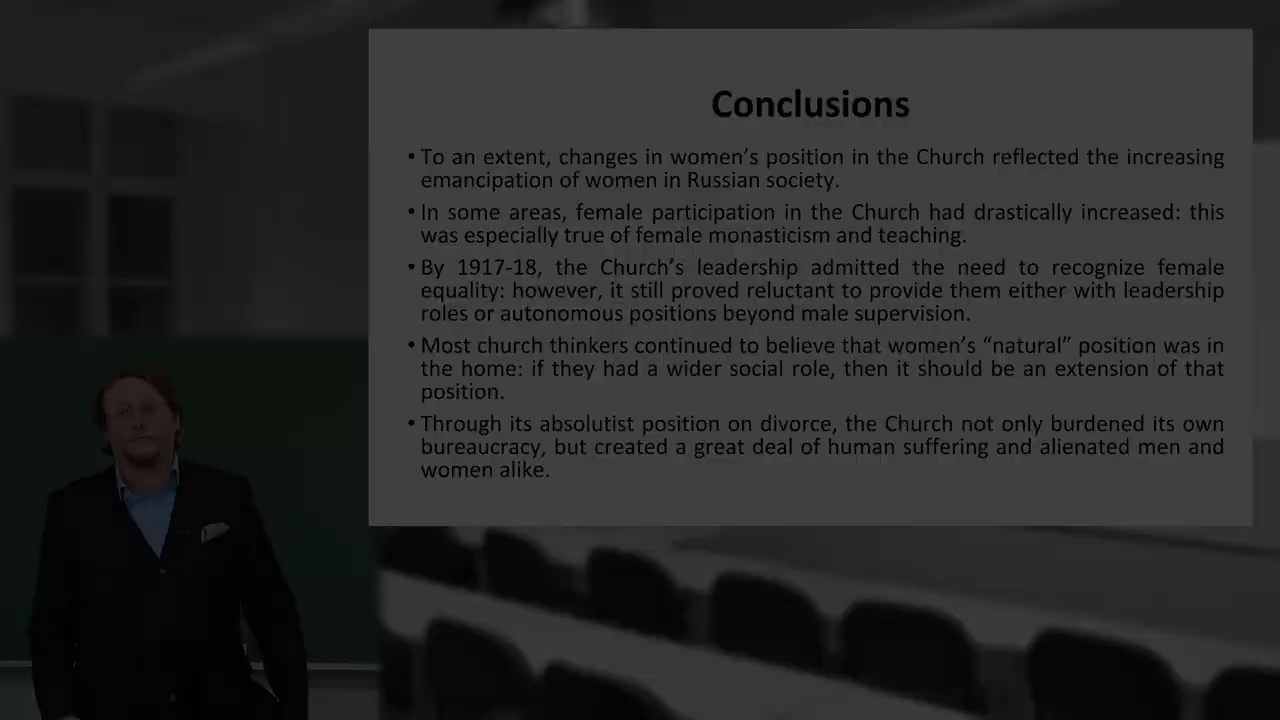 Conclusions
• To an extent, changes in women’s position in the Church reflected the increasing
emancipation of women in Russian society.
• In some areas, female participation in the Church had drastically increased: this
was especially true of female monasticism and teaching.
• By 1917-18, the Church’s leadership admitted the need to recognize female
equality: however, it still proved reluctant to provide them either with leadership
roles or autonomous positions beyond male supervision.
• Most church thinkers continued to believe that women’s “natural” position was in
the home: if they had a wider social role, then it should be an extension of that
position.
• Through its absolutist position on divorce, the Church not only burdened its own
bureaucracy, but created a great deal of human suffering and alienated men and
women alike.